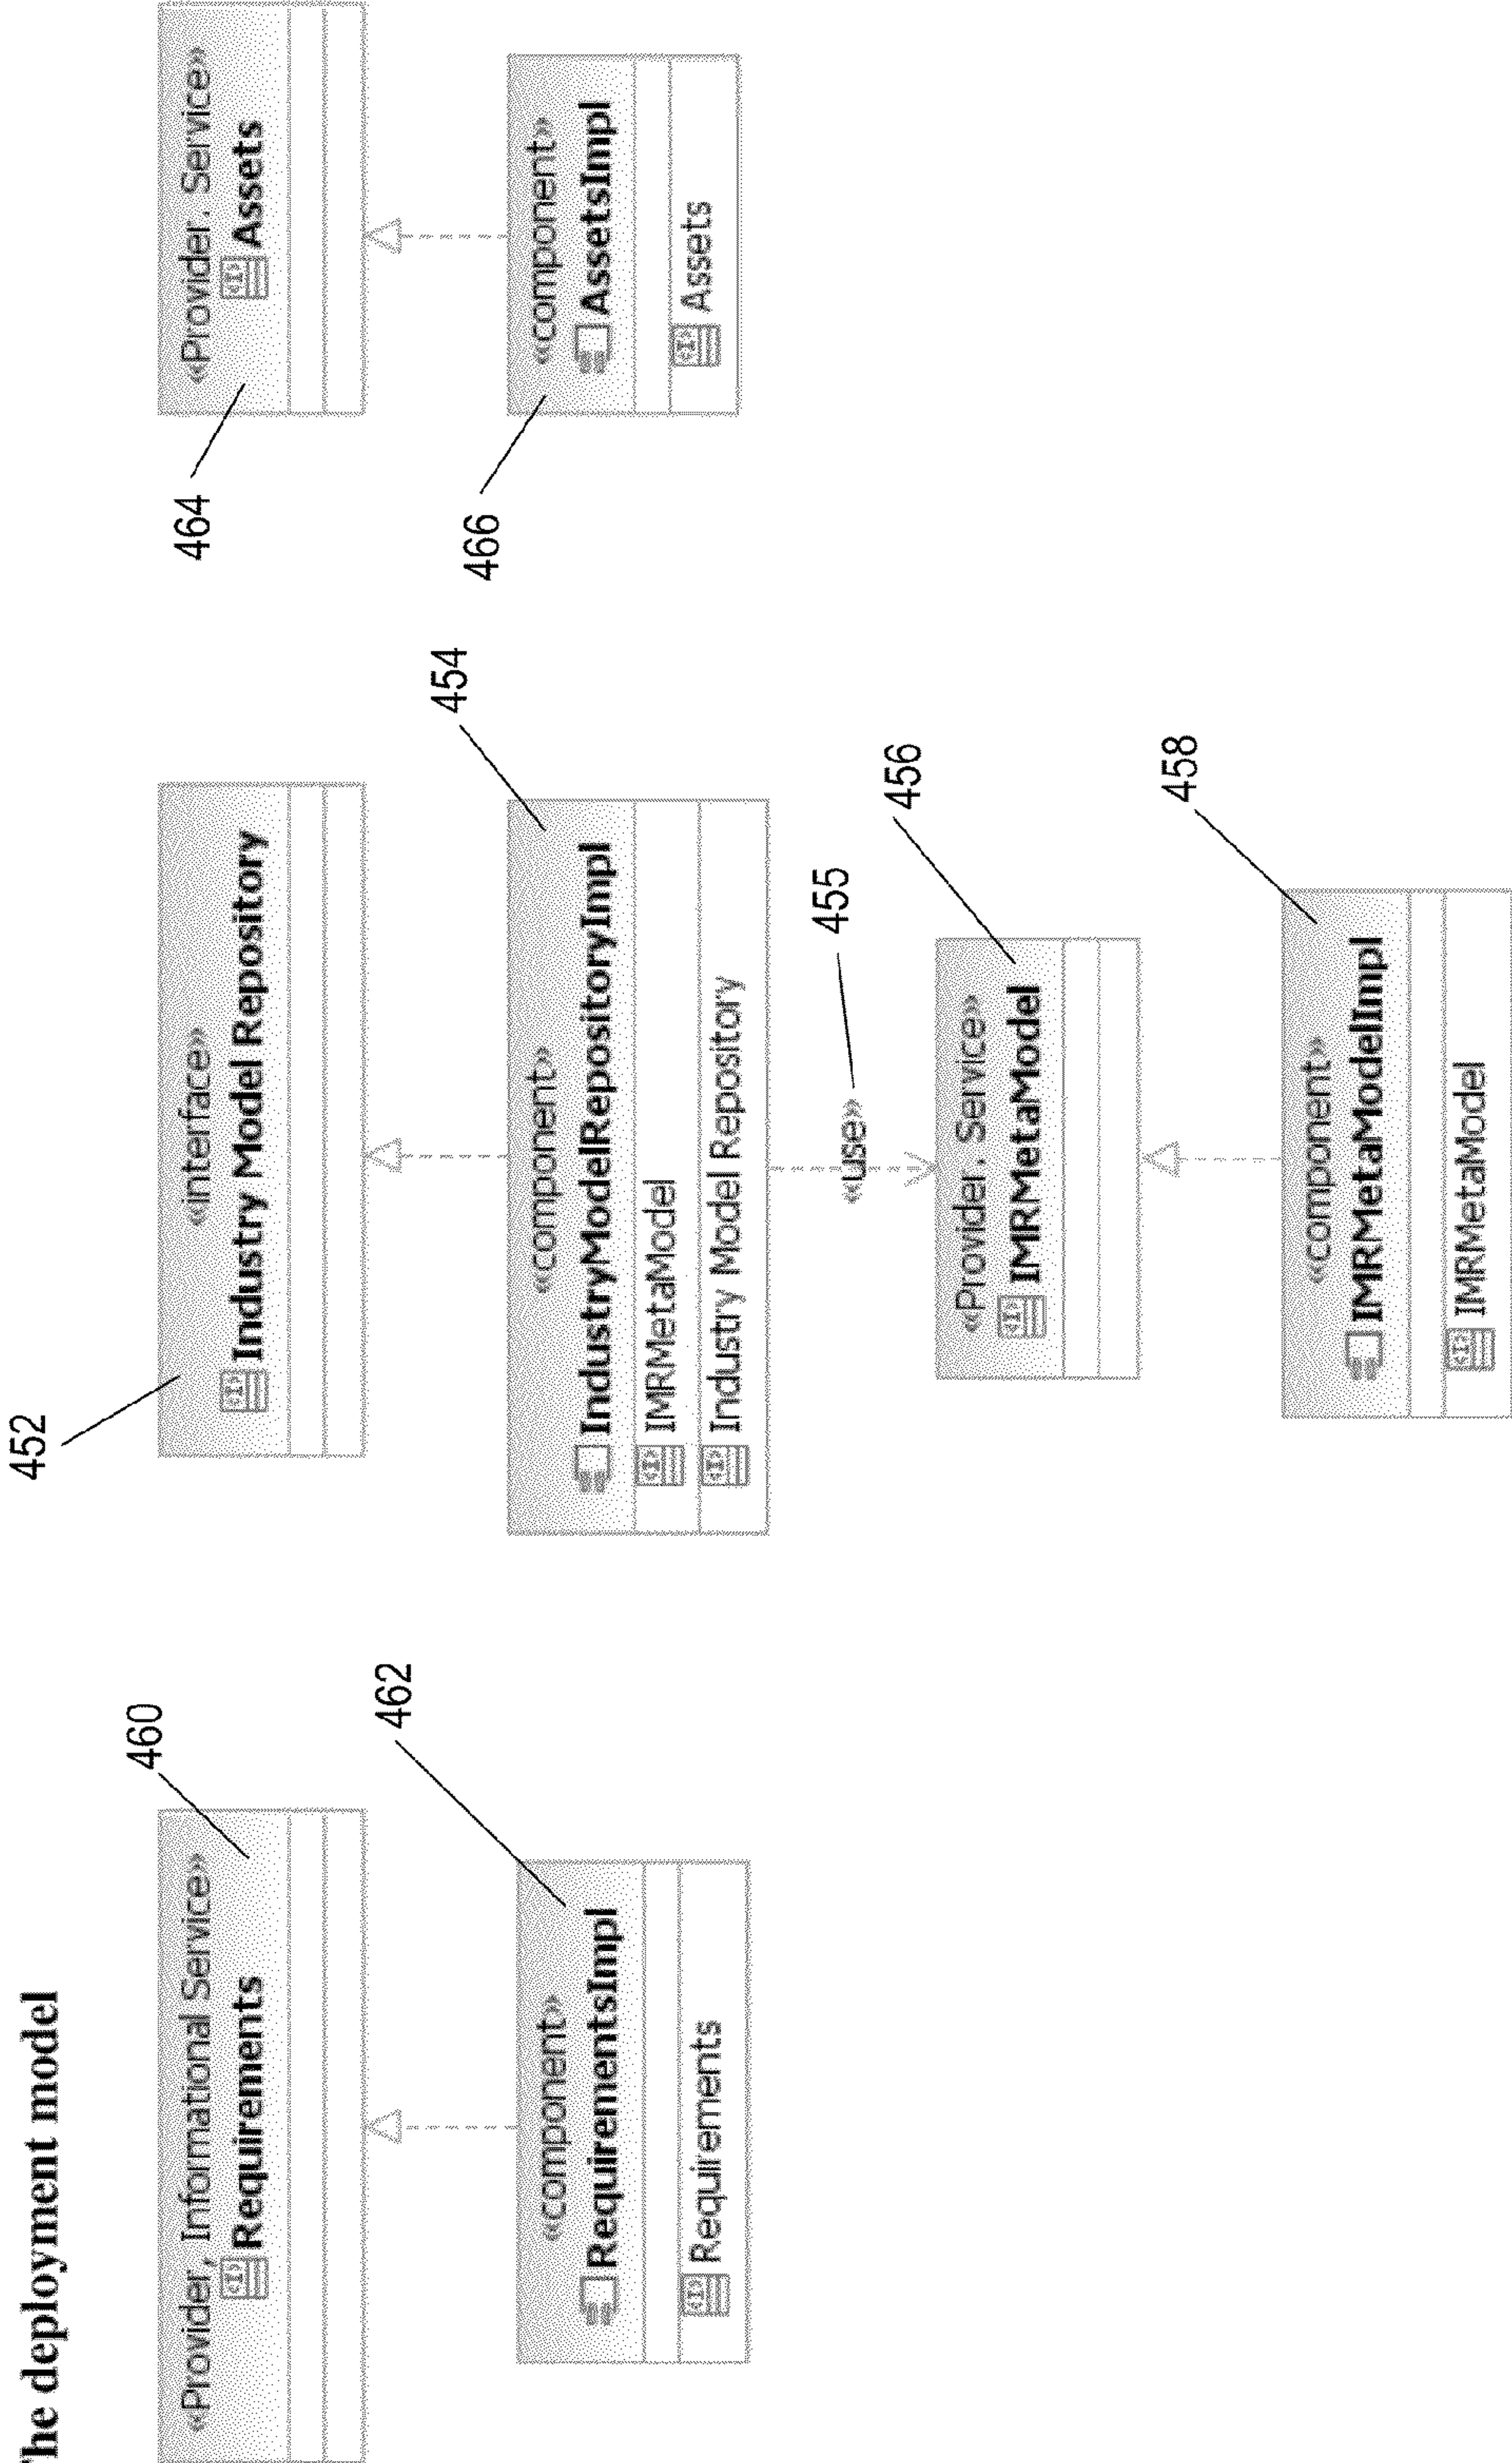 The deployment model
460
«Provider, Informational Service»
Requirements
462
«component»
RequirementsImpl
Requirements
452
«interface»
Industry Model Repository
454
«component»
IndustryModelRepositoryImpl
IMRMetaModel
Industry Model Repository
«use»
455
456
«Provider, Service»
IMRMetaModel
458
«component»
IMRMetaModelImpl
IMRMetaModel
464
«Provider, Service»
Assets
466
«component»
AssetsImpl
Assets